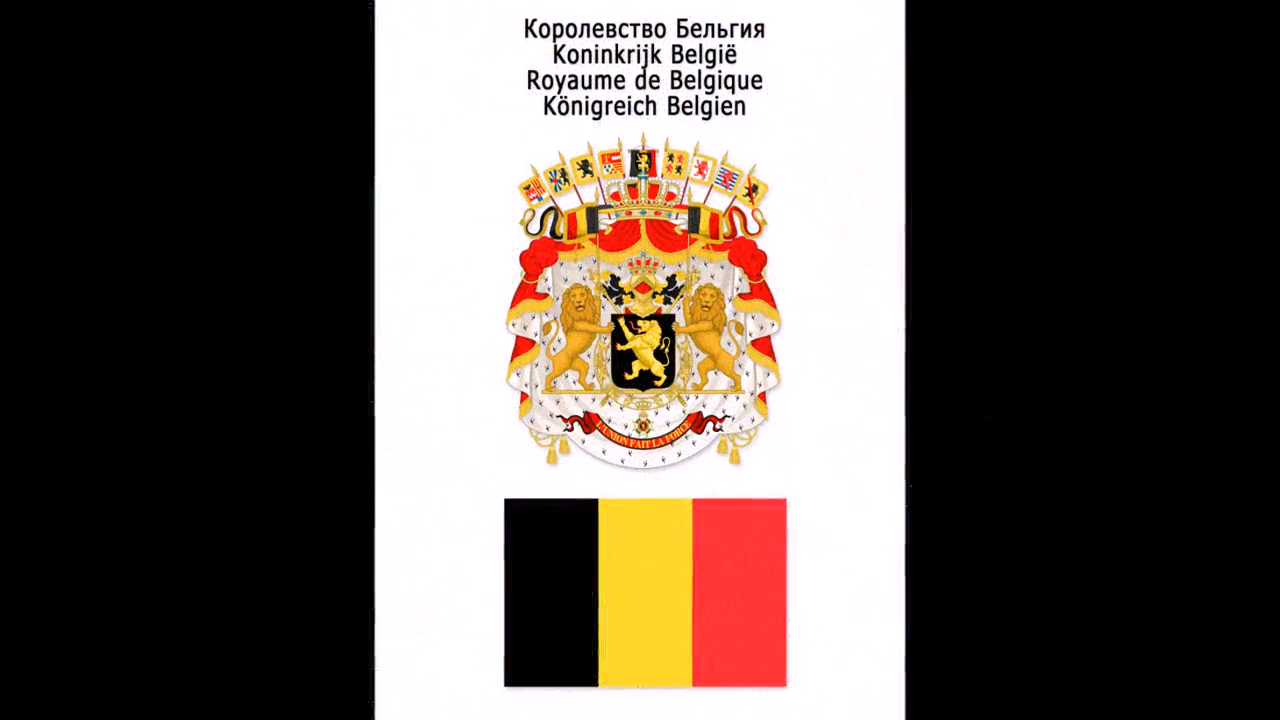 Королевство Бельгия
Koninkrijk België
Royaume de Belgique
Königreich Belgien
L'UNION FAIT LA FORCE